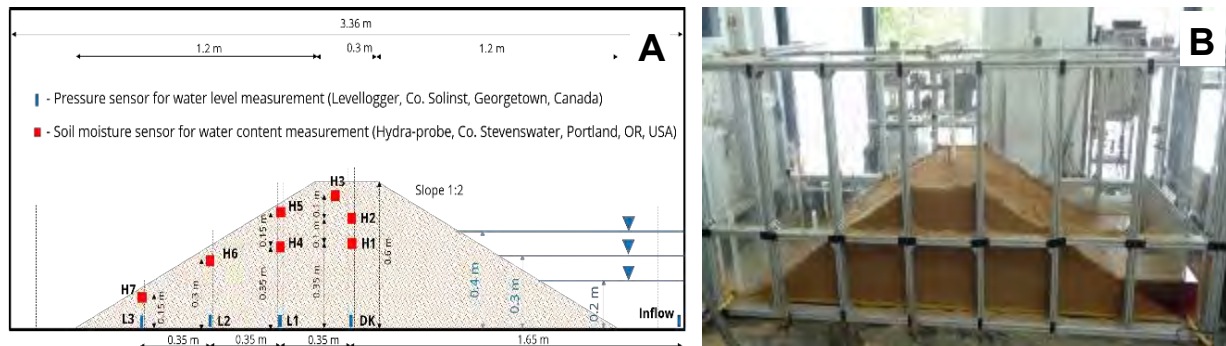 3.36 m
1.2 m
0.3 m
1.2 m
A
- Pressure sensor for water level measurement (Levellogger, Co. Solinst, Georgetown, Canada)
- Soil moisture sensor for water content measurement (Hydra-probe, Co. Stevenswater, Portland, OR, USA)
H3
Slope 1:2
H5
H2
0.1 m
0.15 m
0.1 m
H4
H1
H6
0.6 m
H7
0.15 m
0.3 m
0.35 m
0.35 m
0.4 m
0.3 m
0.2 m
L3
L2
L1
DK
Inflow
0.35 m
0.35 m
0.35 m
1.65 m
B